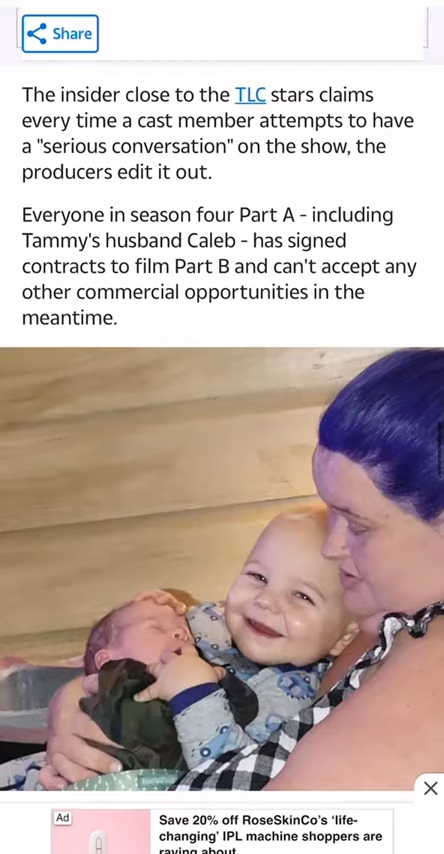 Share
The insider close to the TLC stars claims
every time a cast member attempts to have
a "serious conversation" on the show, the
producers edit it out.
Everyone in season four Part A - including
Tammy's husband Caleb - has signed
contracts to film Part B and can't accept any
other commercial opportunities in the
meantime.
Ad
Save 20% off RoseSkinCo's ‘life-
changing’ IPL machine shoppers are
raving about